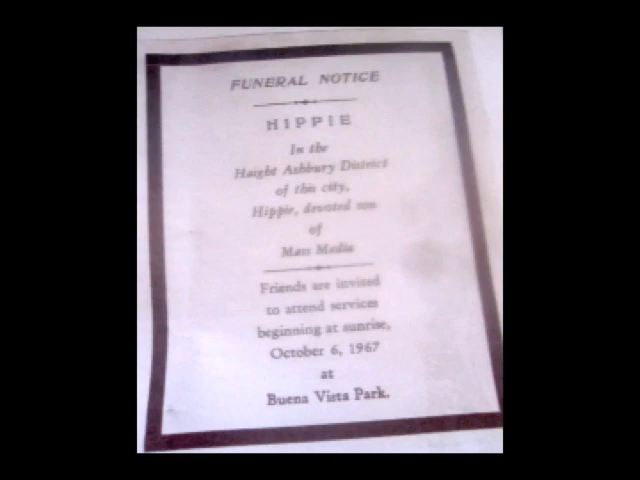 FUNERAL NOTICE
HIPPIE
In the
Haight Ashbury District
of this city,
Hippie, devoted son
of
Mass Media
Friends are invited
to attend services
beginning at sunrise,
October 6, 1967
at
Buena Vista Park.